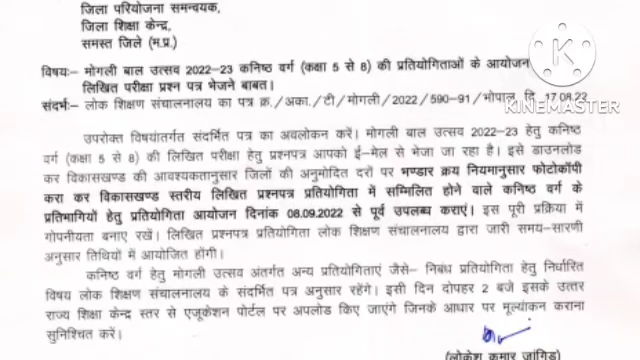 जिला परियोजना समन्वयक,
जिला शिक्षा केन्द्र,
समस्त जिले (म.प्र.)
विषयः– मोगली बाल उत्सव 2022–23 कनिष्ठ वर्ग (कक्षा 5 से 8) की प्रतियोगिताओं के आयोजन
लिखित परीक्षा प्रश्न पत्र भेजने बाबत।
संदर्भः– लोक शिक्षण संचालनालय का पत्र क्र./अका./टी/मोगली/2022/590–91/भोपाल, दि. 17.08.22
KINEMASTER
उपरोक्त विषयांतर्गत संदर्भित पत्र का अवलोकन करें। मोगली बाल उत्सव 2022–23 हेतु कनिष्ठ
वर्ग (कक्षा 5 से 8) की लिखित परीक्षा हेतु प्रश्नपत्र आपको ई–मेल से भेजा जा रहा है। इसे डाउनलोड
कर विकासखण्ड की आवश्यकतानुसार जिलों की अनुमोदित दरों पर भण्डार क्रय नियमानुसार फोटोकॉपी
करा कर विकासखण्ड स्तरीय लिखित प्रश्नपत्र प्रतियोगिता में सम्मिलित होने वाले कनिष्ठ वर्ग के
प्रतिभागियों हेतु प्रतियोगिता आयोजन दिनांक 08.09.2022 से पूर्व उपलब्ध कराएं। इस पूरी प्रक्रिया में
गोपनीयता बनाए रखें। लिखित प्रश्नपत्र प्रतियोगिता लोक शिक्षण संचालनालय द्वारा जारी समय–सारणी
अनुसार तिथियों में आयोजित होंगी।
कनिष्ठ वर्ग हेतु मोगली उत्सव अंतर्गत अन्य प्रतियोगिताएं जैसे– निबंध प्रतियोगिता हेतु निर्धारित
विषय लोक शिक्षण संचालनालय के संदर्भित पत्र अनुसार रहेंगे। इसी दिन दोपहर 2 बजे इसके उत्तर
राज्य शिक्षा केन्द्र स्तर से एजूकेशन पोर्टल पर अपलोड किए जाएंगे जिनके आधार पर मूल्यांकन कराना
सुनिश्चित करें।
(लोकेश कुमार जांगिड़)